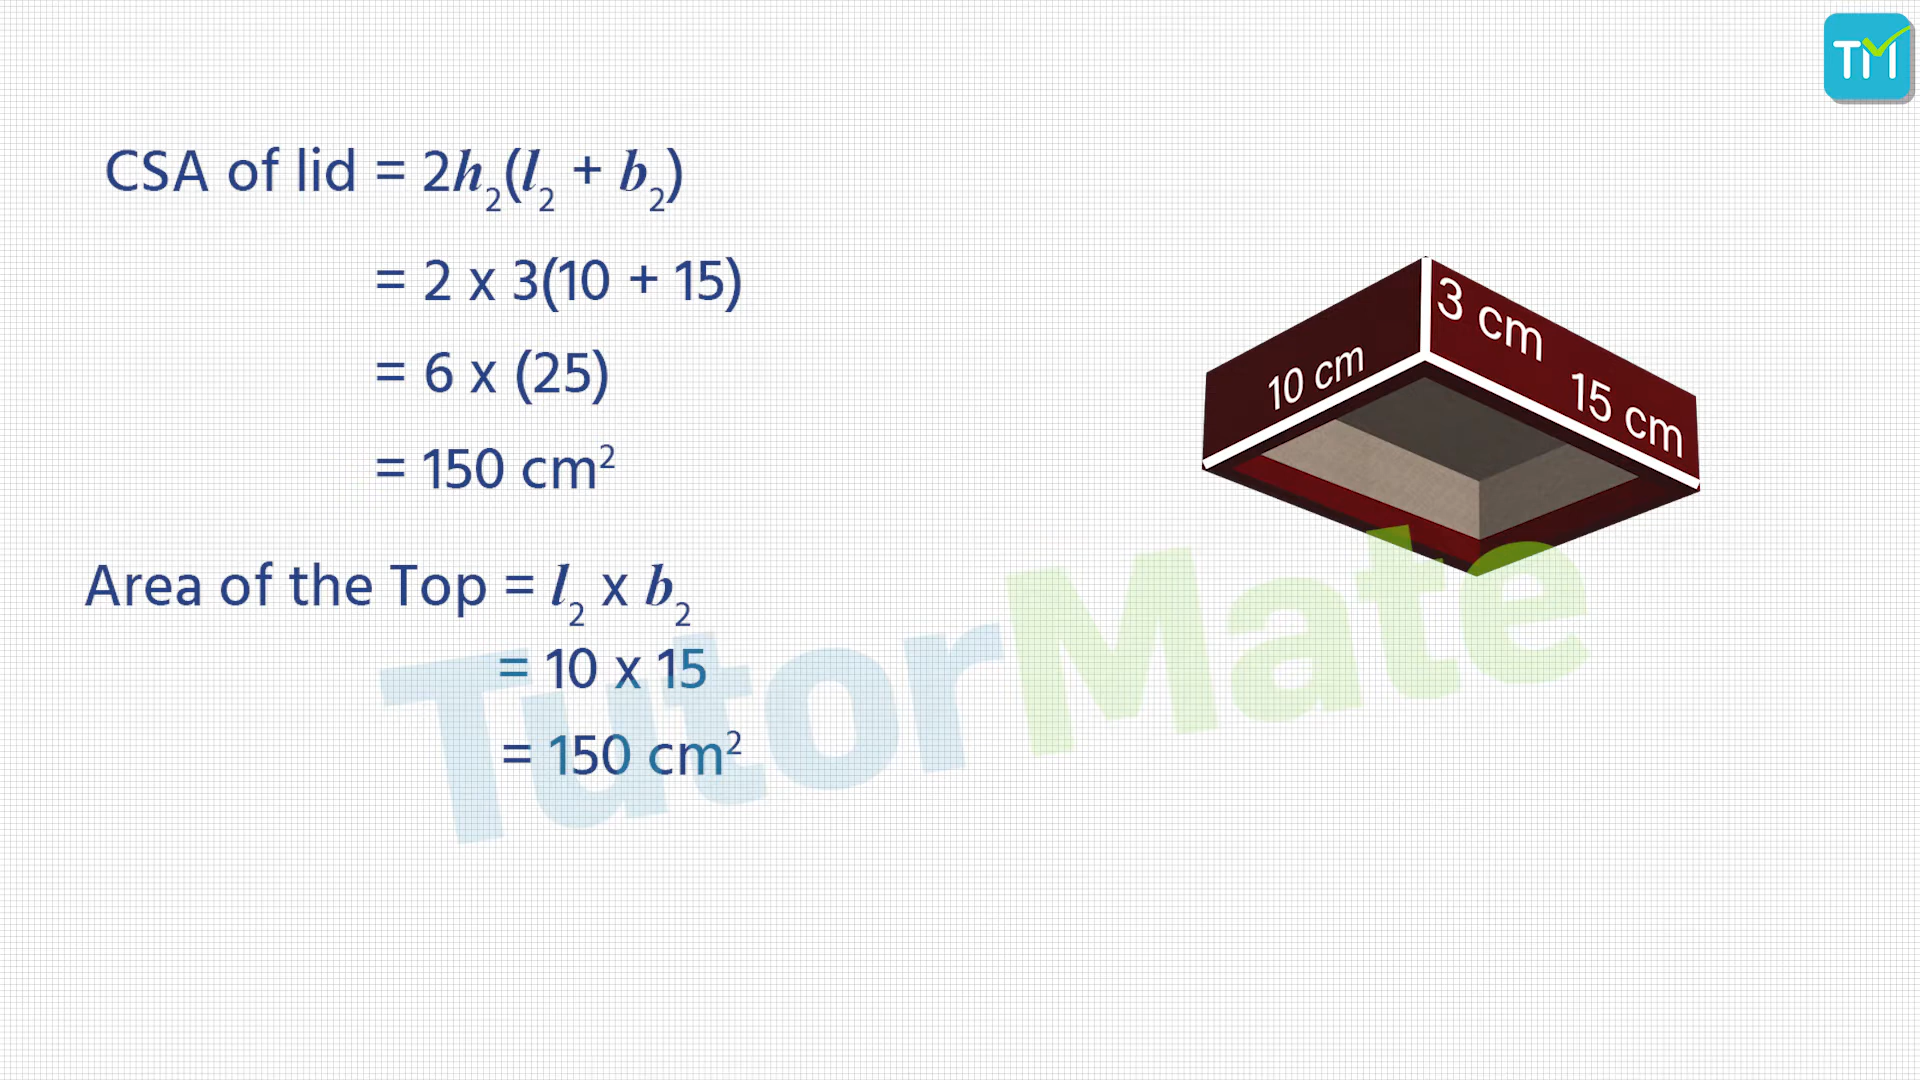 TM
CSA of lid = 2h₂(l₂ + b₂)
= 2 x 3(10 + 15)
= 6 x (25)
= 150 cm²
3 cm
10 cm
15 cm
Area of the Top = l₂ x b₂
= 10 x 15
= 150 cm²
TutorMate